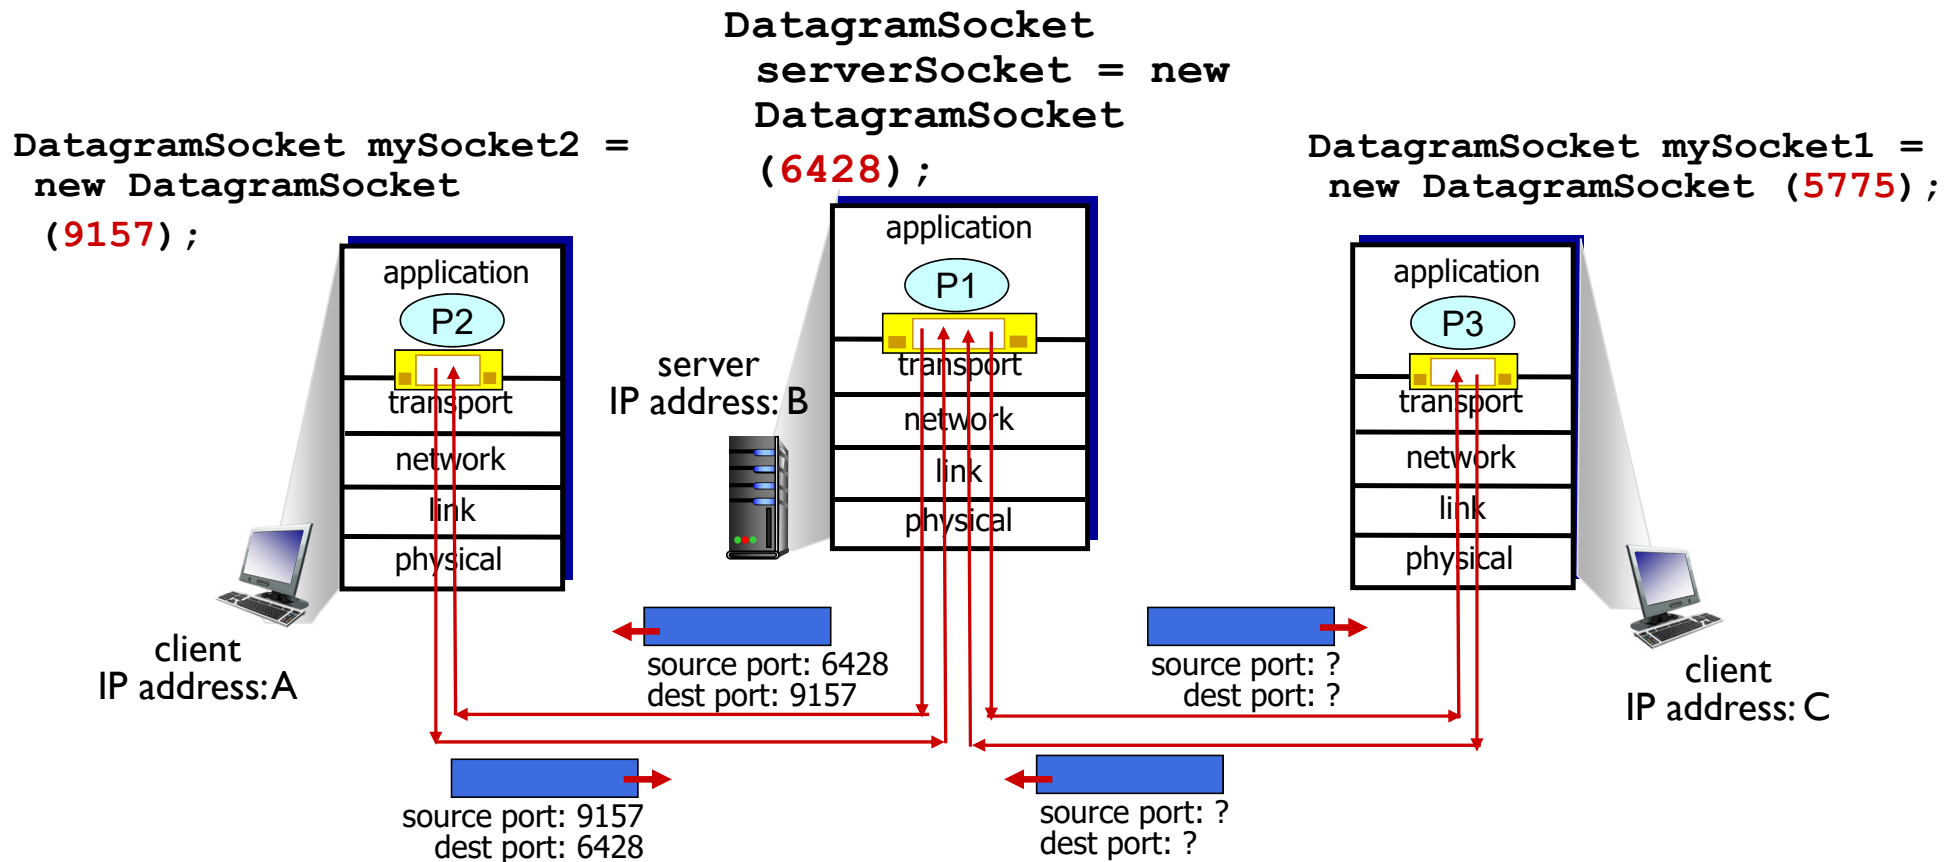 DatagramSocket
serverSocket = new
DatagramSocket
(6428);
DatagramSocket mySocket2 =
new DatagramSocket
(9157);
DatagramSocket mySocket1 =
new DatagramSocket (5775);
application
P2
transport
network
link
physical
client
IP address: A
server
IP address: B
application
P1
transport
network
link
physical
application
P3
transport
network
link
physical
client
IP address: C
source port: 6428
dest port: 9157
source port: ?
dest port: ?
source port: 9157
dest port: 6428
source port: ?
dest port: ?